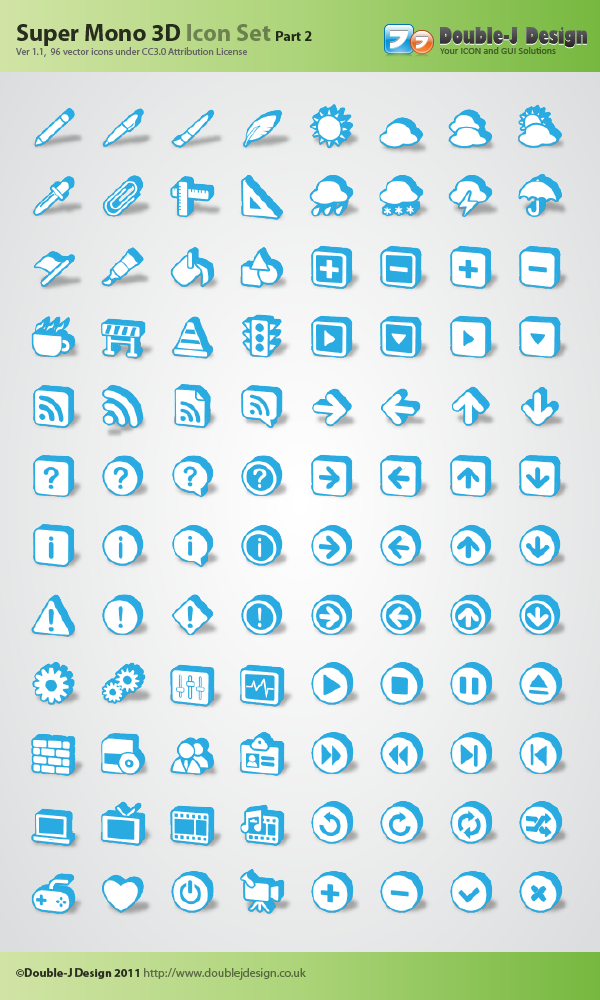 Super Mono 3D Icon Set Part 2
Ver 1.1, 96 vector icons under CC3.0 Attribution License
Double-J Design
Your ICON and GUI Solutions
©Double-J Design 2011 http://www.doublejdesign.co.uk